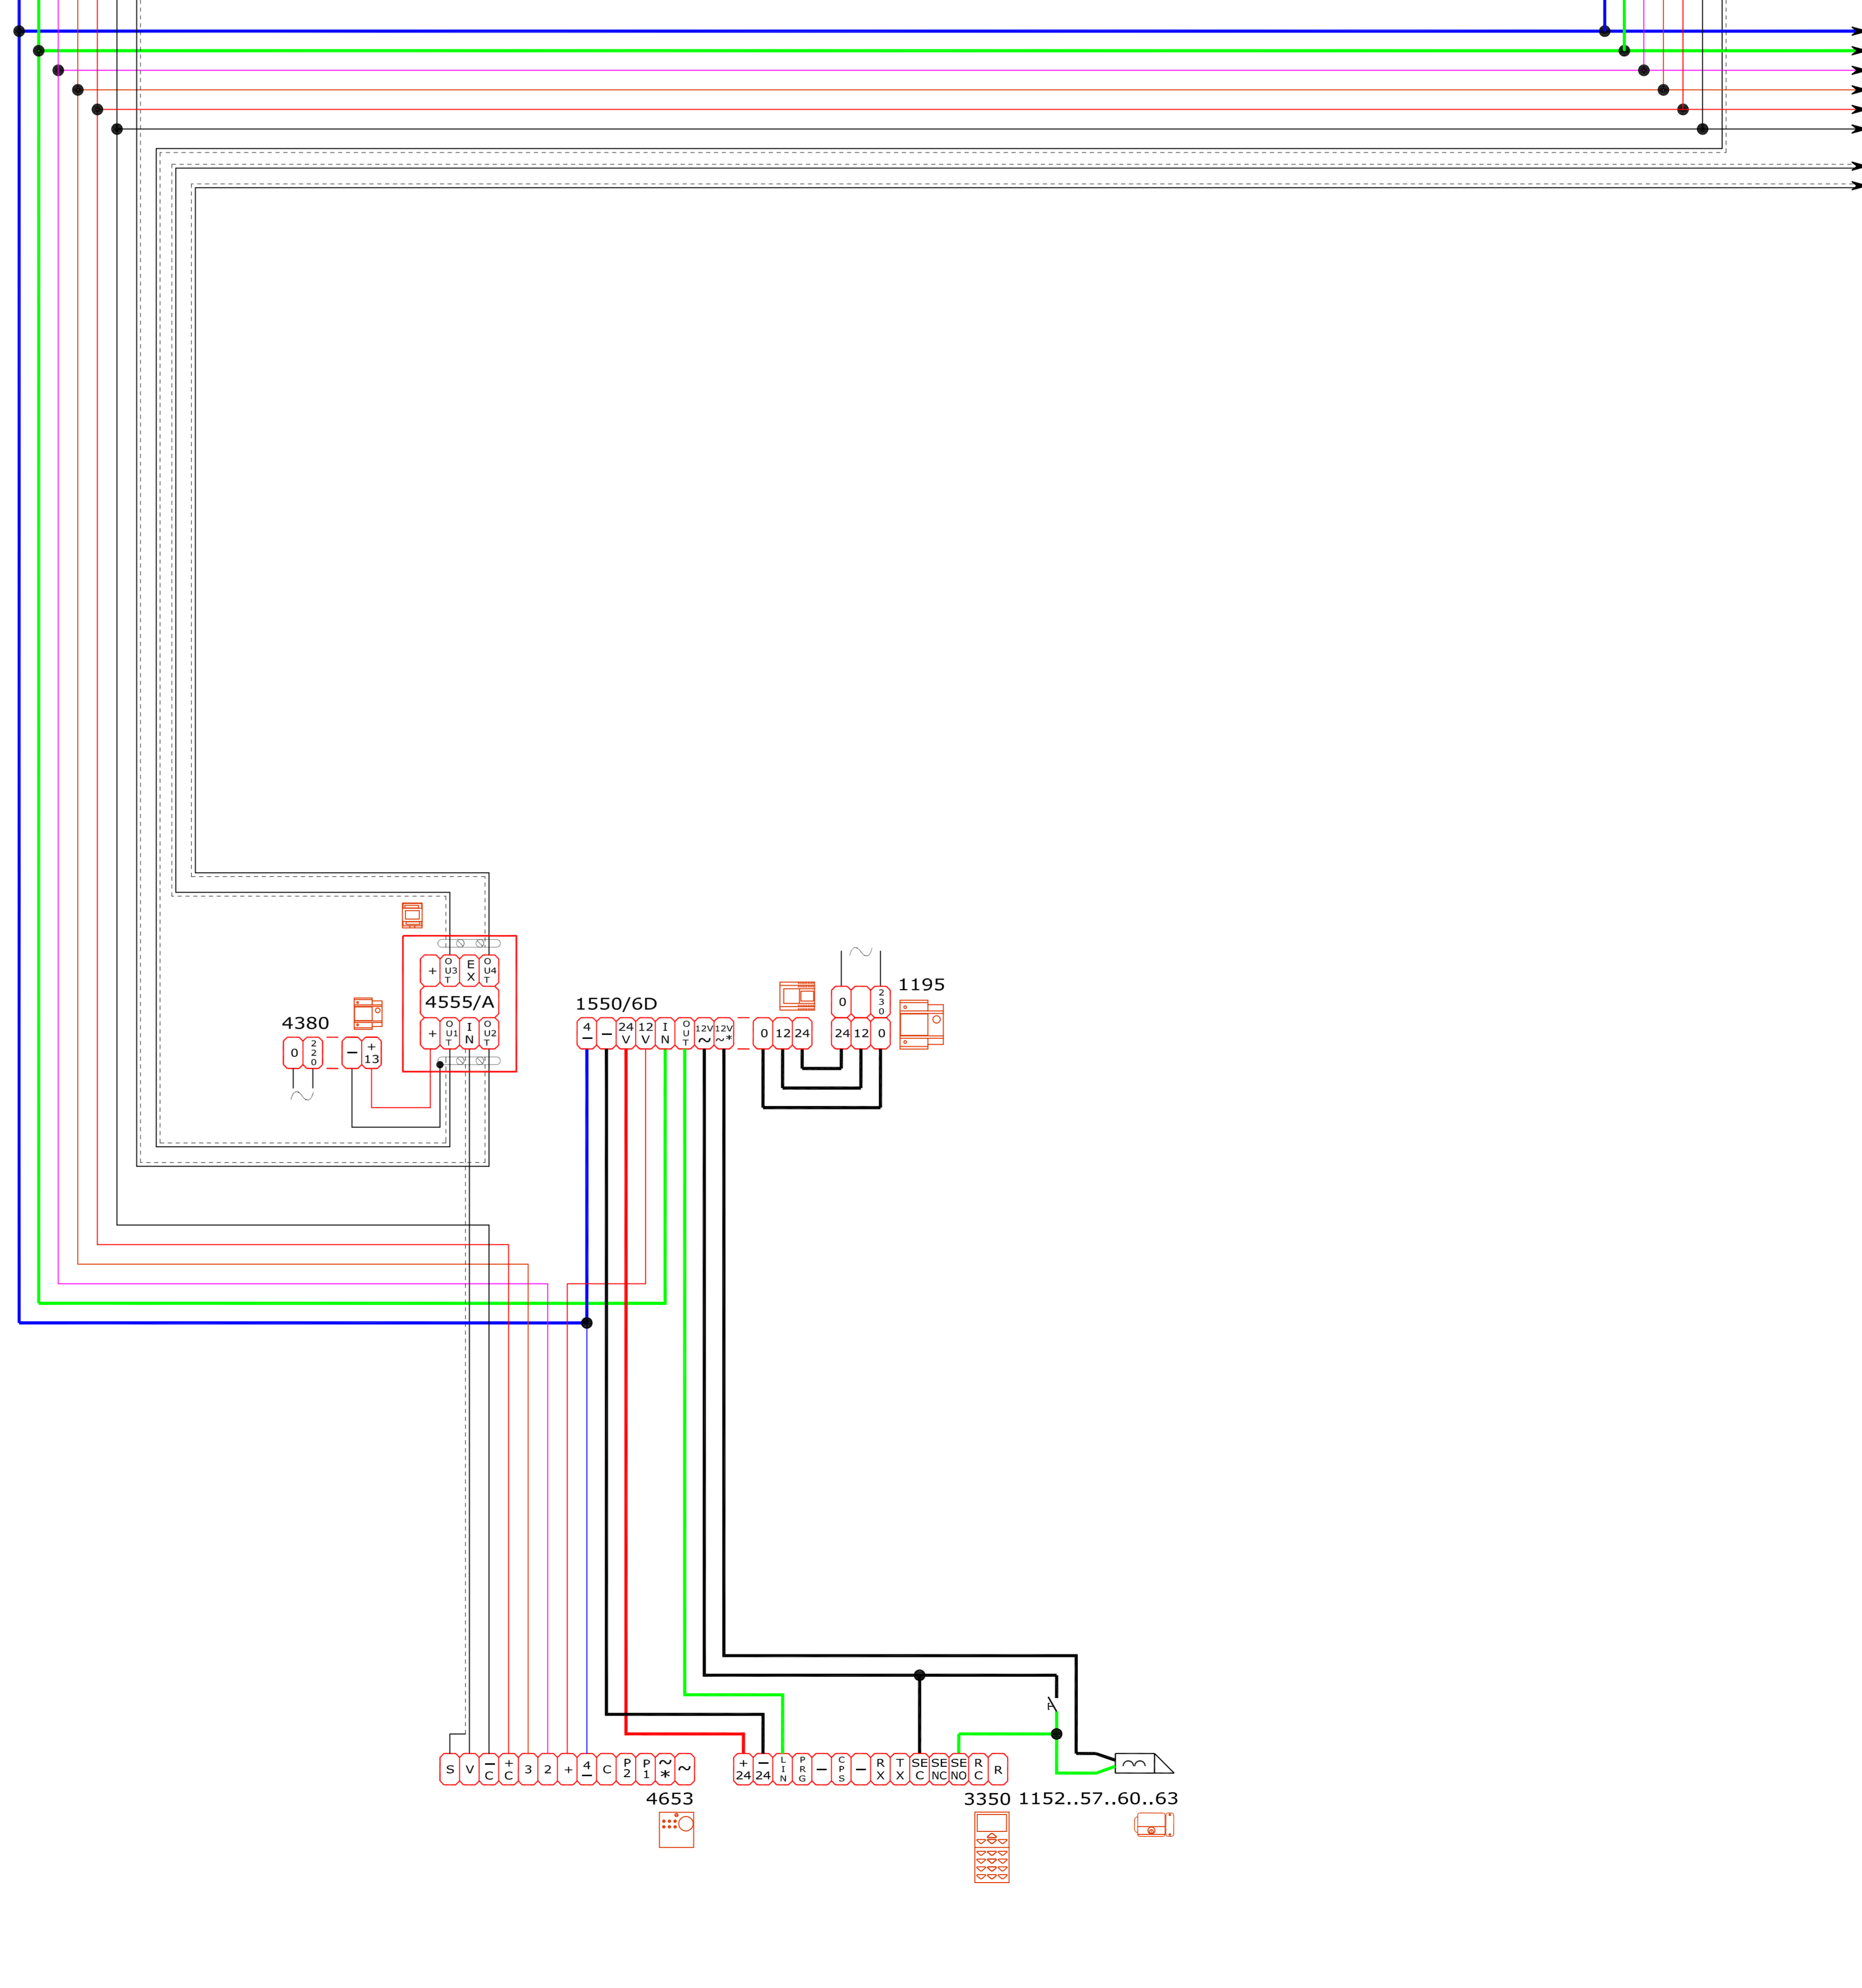 + OUT3 EX OUT4
4555/A
+ OUT1 IN OUT2
4380
0 220 − +13
1550/6D
4− − 24V 12V IN OUT 12V~ 12V~*
0 12 24
1195
0 230
24 12 0
S V −C +C 3 2 + 4− C P2 P1 ~* ~
4653
+24 −24 LIN PRG − CPS − RX TX SEC SENC SENO RC R
3350
1152..57..60..63